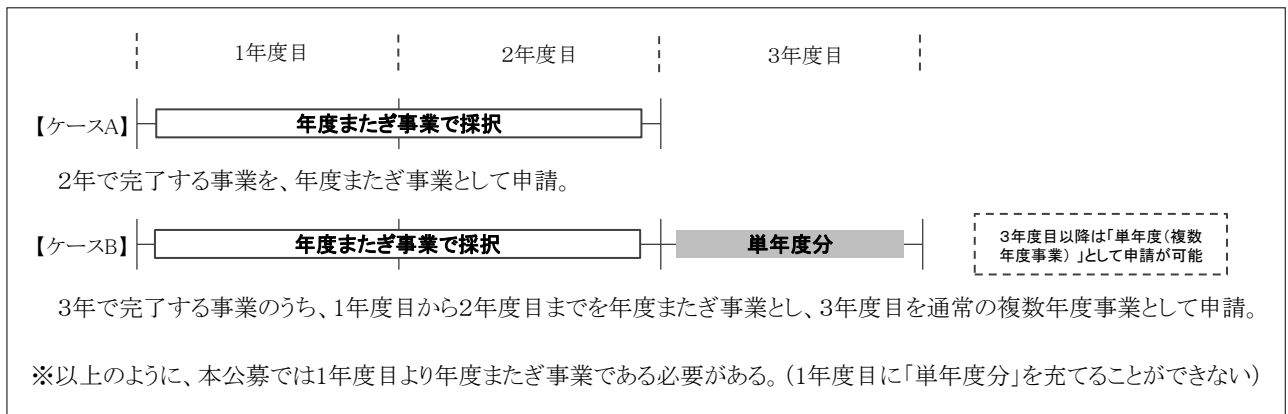 1年度目 2年度目 3年度目
【ケースA】 年度またぎ事業で採択
2年で完了する事業を、年度またぎ事業として申請。
【ケースB】 年度またぎ事業で採択 単年度分
3年度目以降は「単年度(複数
年度事業)」として申請が可能
3年で完了する事業のうち、1年度目から2年度目までを年度またぎ事業とし、3年度目を通常の複数年度事業として申請。
※以上のように、本公募では1年度目より年度またぎ事業である必要がある。(1年度目に「単年度分」を充てることができない)